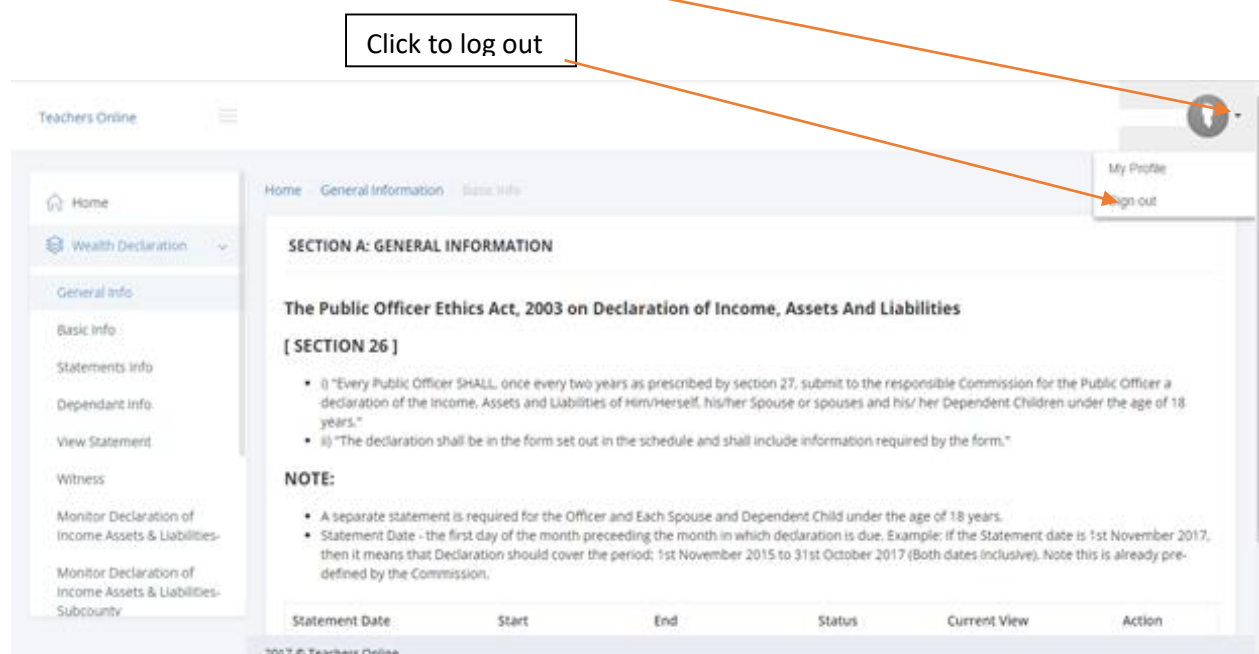 Click to log out
Teachers Online
My Profile
Sign out
Home
Wealth Declaration
General Info
Basic Info
Statements Info
Dependant Info
View Statement
Witness
Monitor Declaration of
Income Assets & Liabilities-
Monitor Declaration of
Income Assets & Liabilities-
Subcounty
Home General Information Basic Info
SECTION A: GENERAL INFORMATION
The Public Officer Ethics Act, 2003 on Declaration of Income, Assets And Liabilities
[ SECTION 26 ]
• i) "Every Public Officer SHALL, once every two years as prescribed by section 27, submit to the responsible Commission for the Public Officer a
declaration of the Income, Assets and Liabilities of Him/Herself, his/her Spouse or spouses and his/ her Dependent Children under the age of 18
years."
• ii) "The declaration shall be in the form set out in the schedule and shall include information required by the form."
NOTE:
• A separate statement is required for the Officer and Each Spouse and Dependent Child under the age of 18 years.
• Statement Date - the first day of the month preceeding the month in which declaration is due. Example: If the Statement date is 1st November 2017,
then it means that Declaration should cover the period; 1st November 2015 to 31st October 2017 (Both dates inclusive). Note this is already pre-
defined by the Commission.
Statement Date Start End Status Current View Action
2017 © Teachers Online